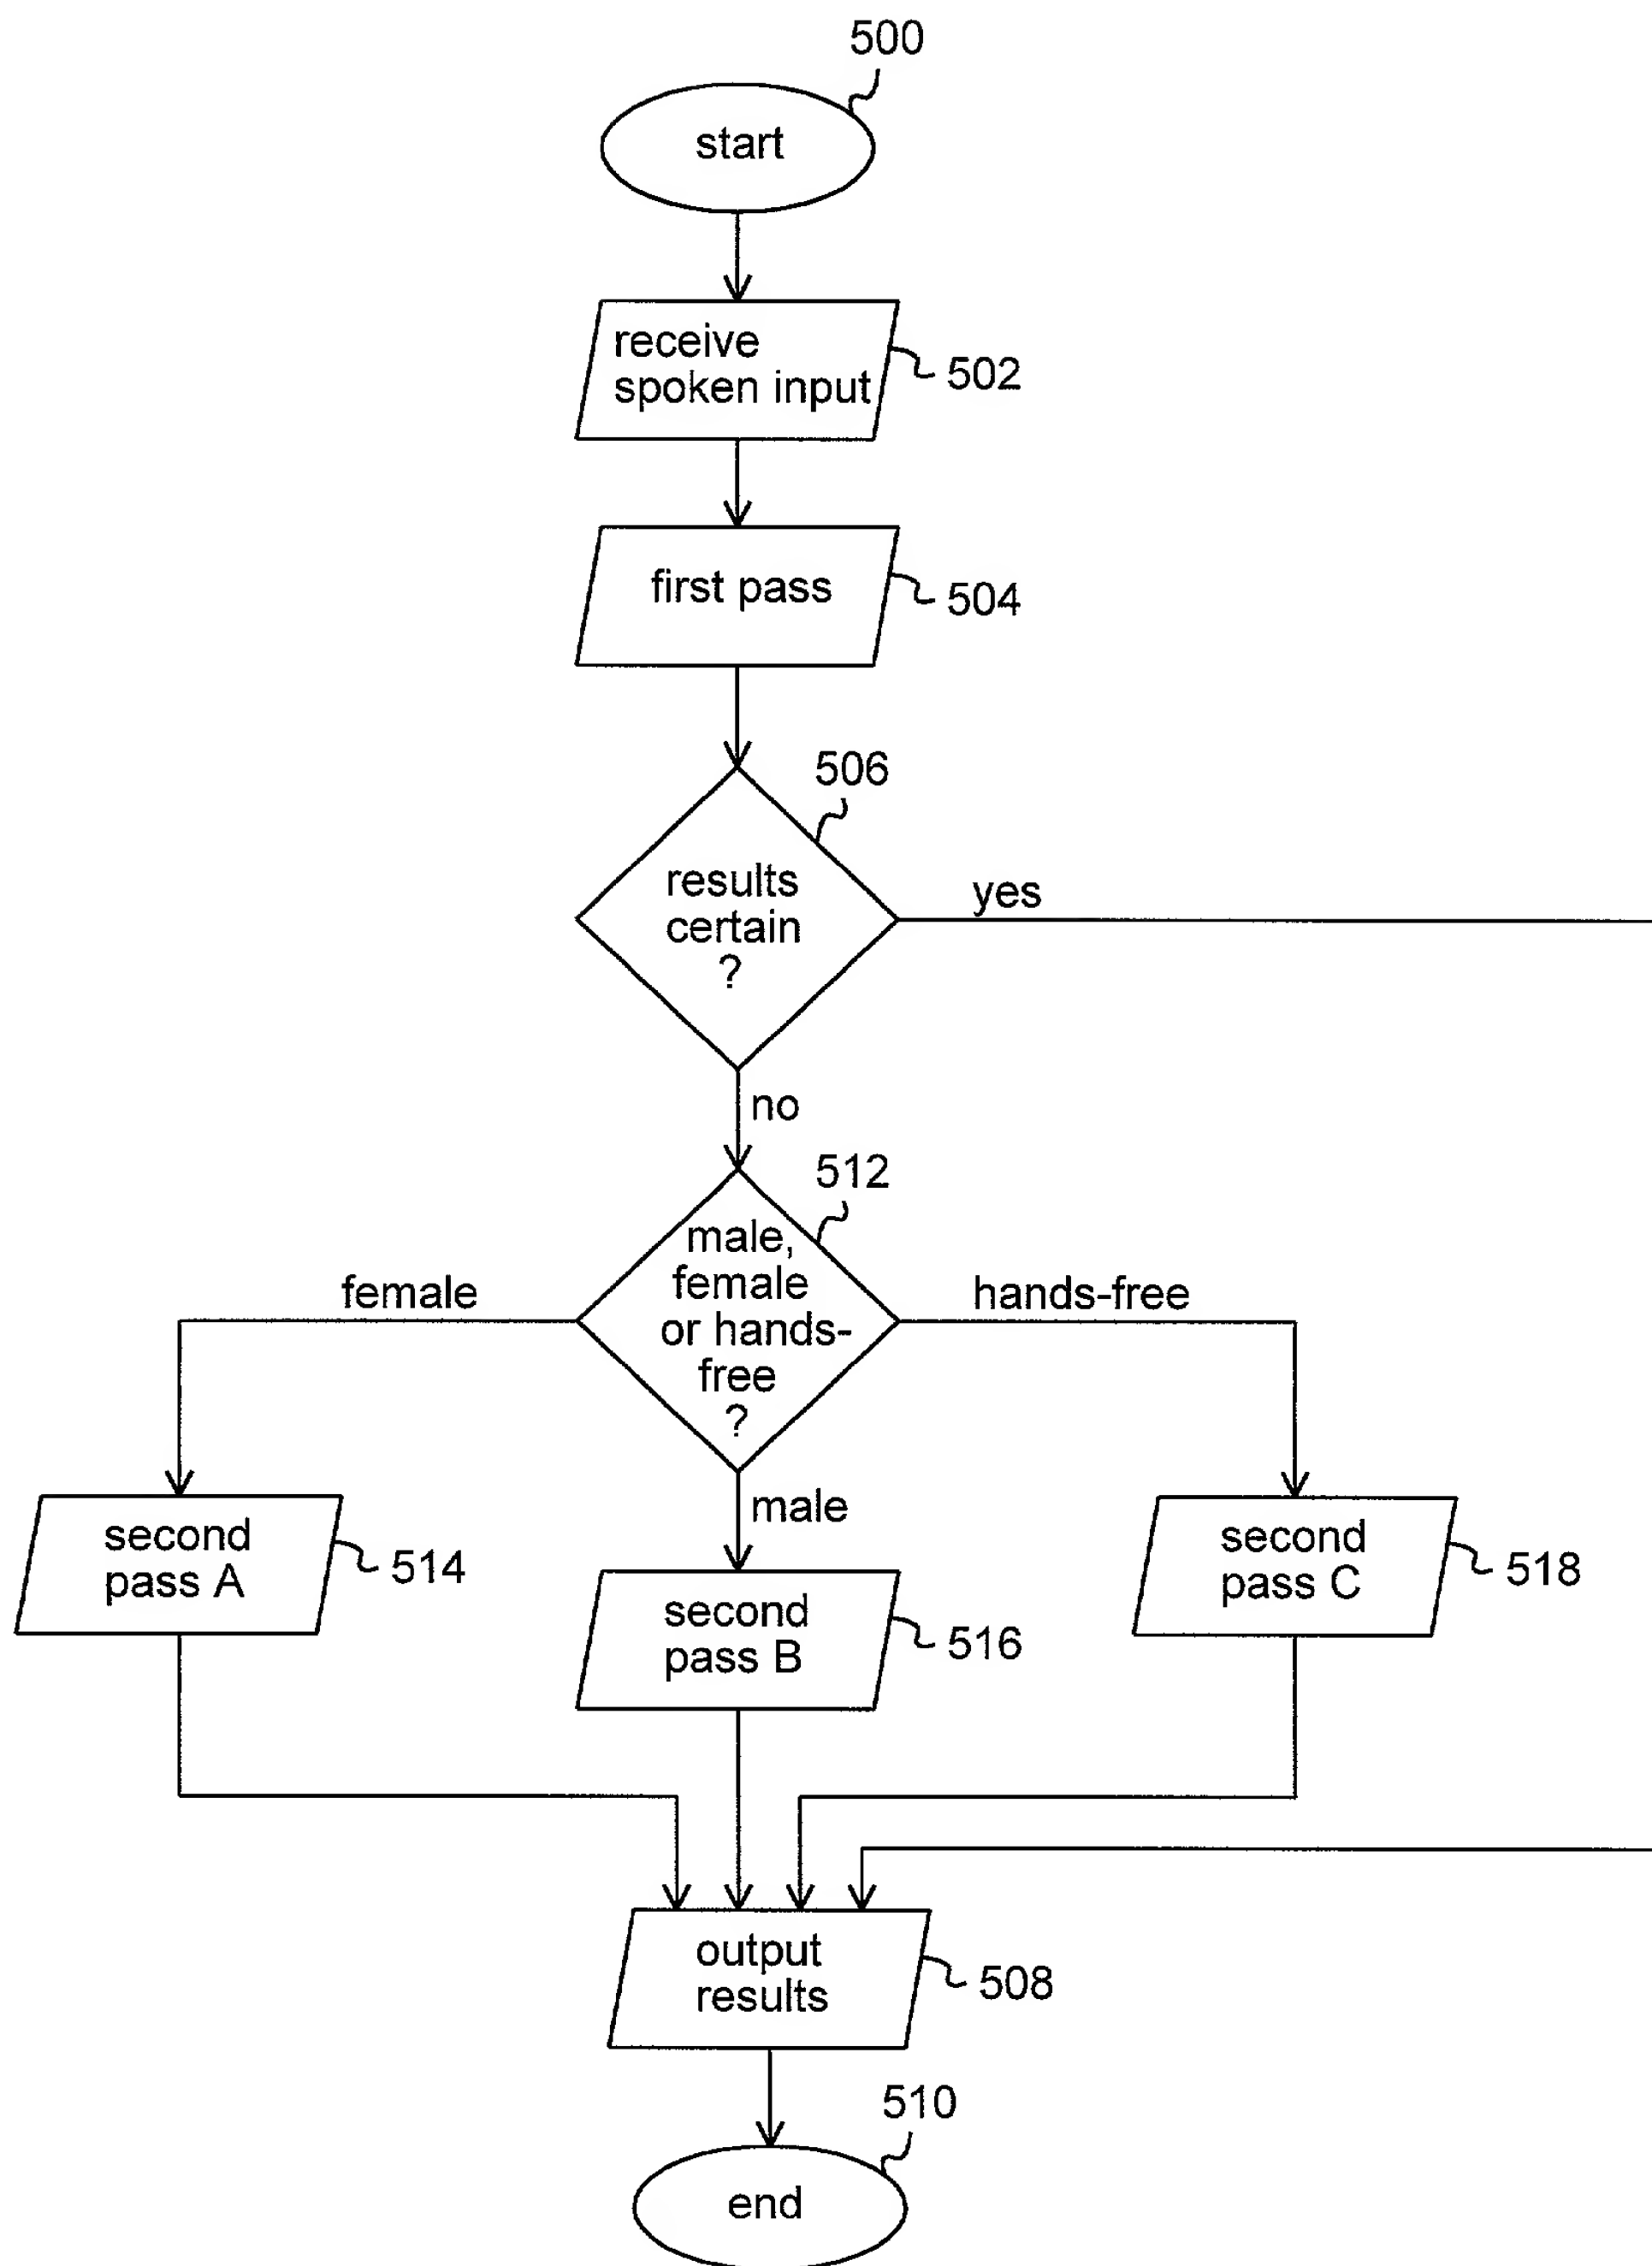 500
start
receive
spoken input
502
first pass
504
506
results
certain
?
yes
no
512
male,
female
or hands-
free
?
female
hands-free
male
second
pass A
514
second
pass B
516
second
pass C
518
output
results
508
510
end